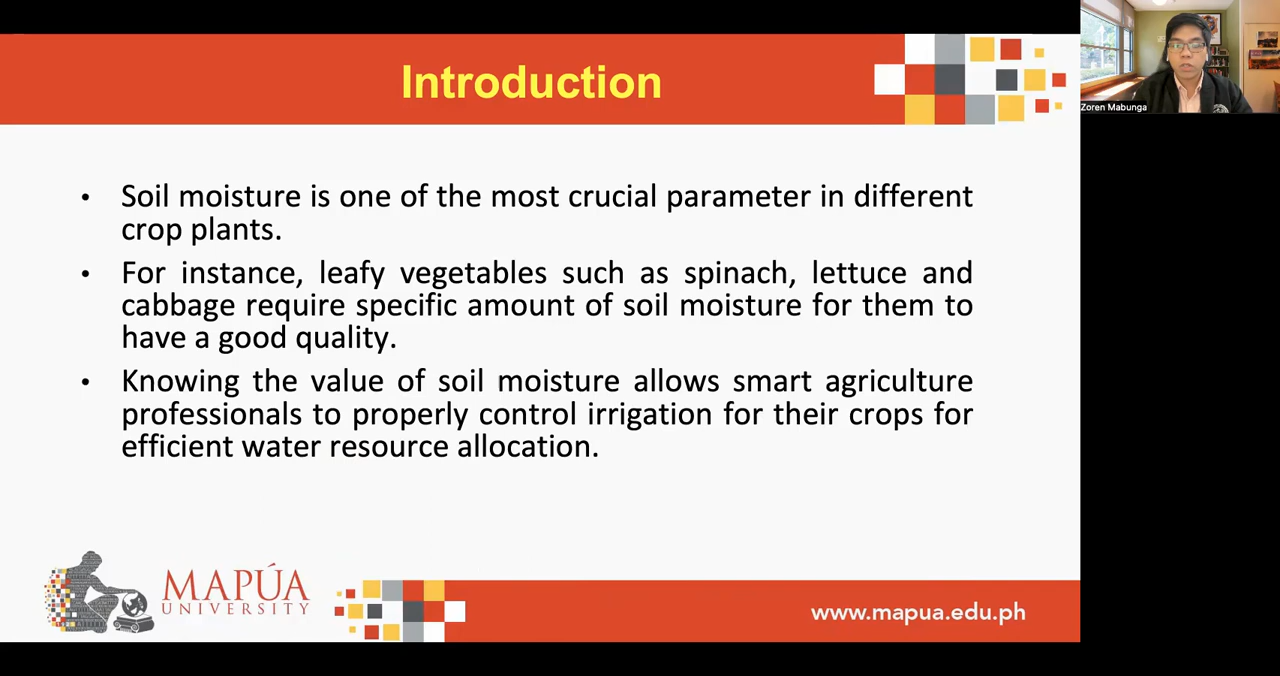 Introduction
Zoren Mabunga
• Soil moisture is one of the most crucial parameter in different
crop plants.
• For instance, leafy vegetables such as spinach, lettuce and
cabbage require specific amount of soil moisture for them to
have a good quality.
• Knowing the value of soil moisture allows smart agriculture
professionals to properly control irrigation for their crops for
efficient water resource allocation.
MAPÚA
UNIVERSITY
www.mapua.edu.ph